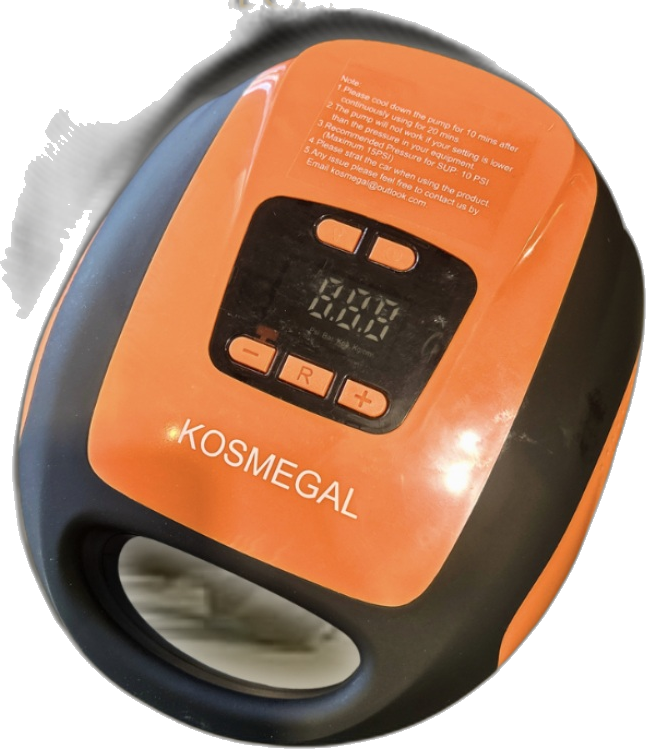 Note:
1.Please cool down the pump for 10 mins after
continuously using for 20 mins.
2.The pump will not work if your setting is lower
than the pressure in your equipment.
3.Recommended Pressure for SUP: 10 PSI
(Maximum 15PSI)
4.Please strat the car when using the product.
5.Any issue please feel free to contact us by
Email:kosmegal@outlook.com
888
- R +
KOSMEGAL